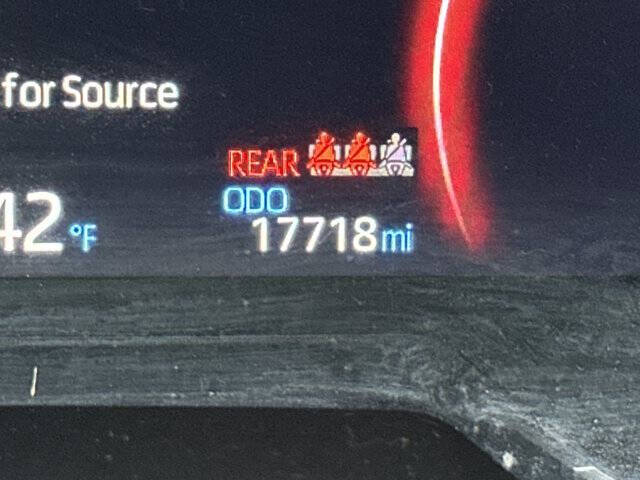 for Source
REAR
ODO
42°F
17718mi